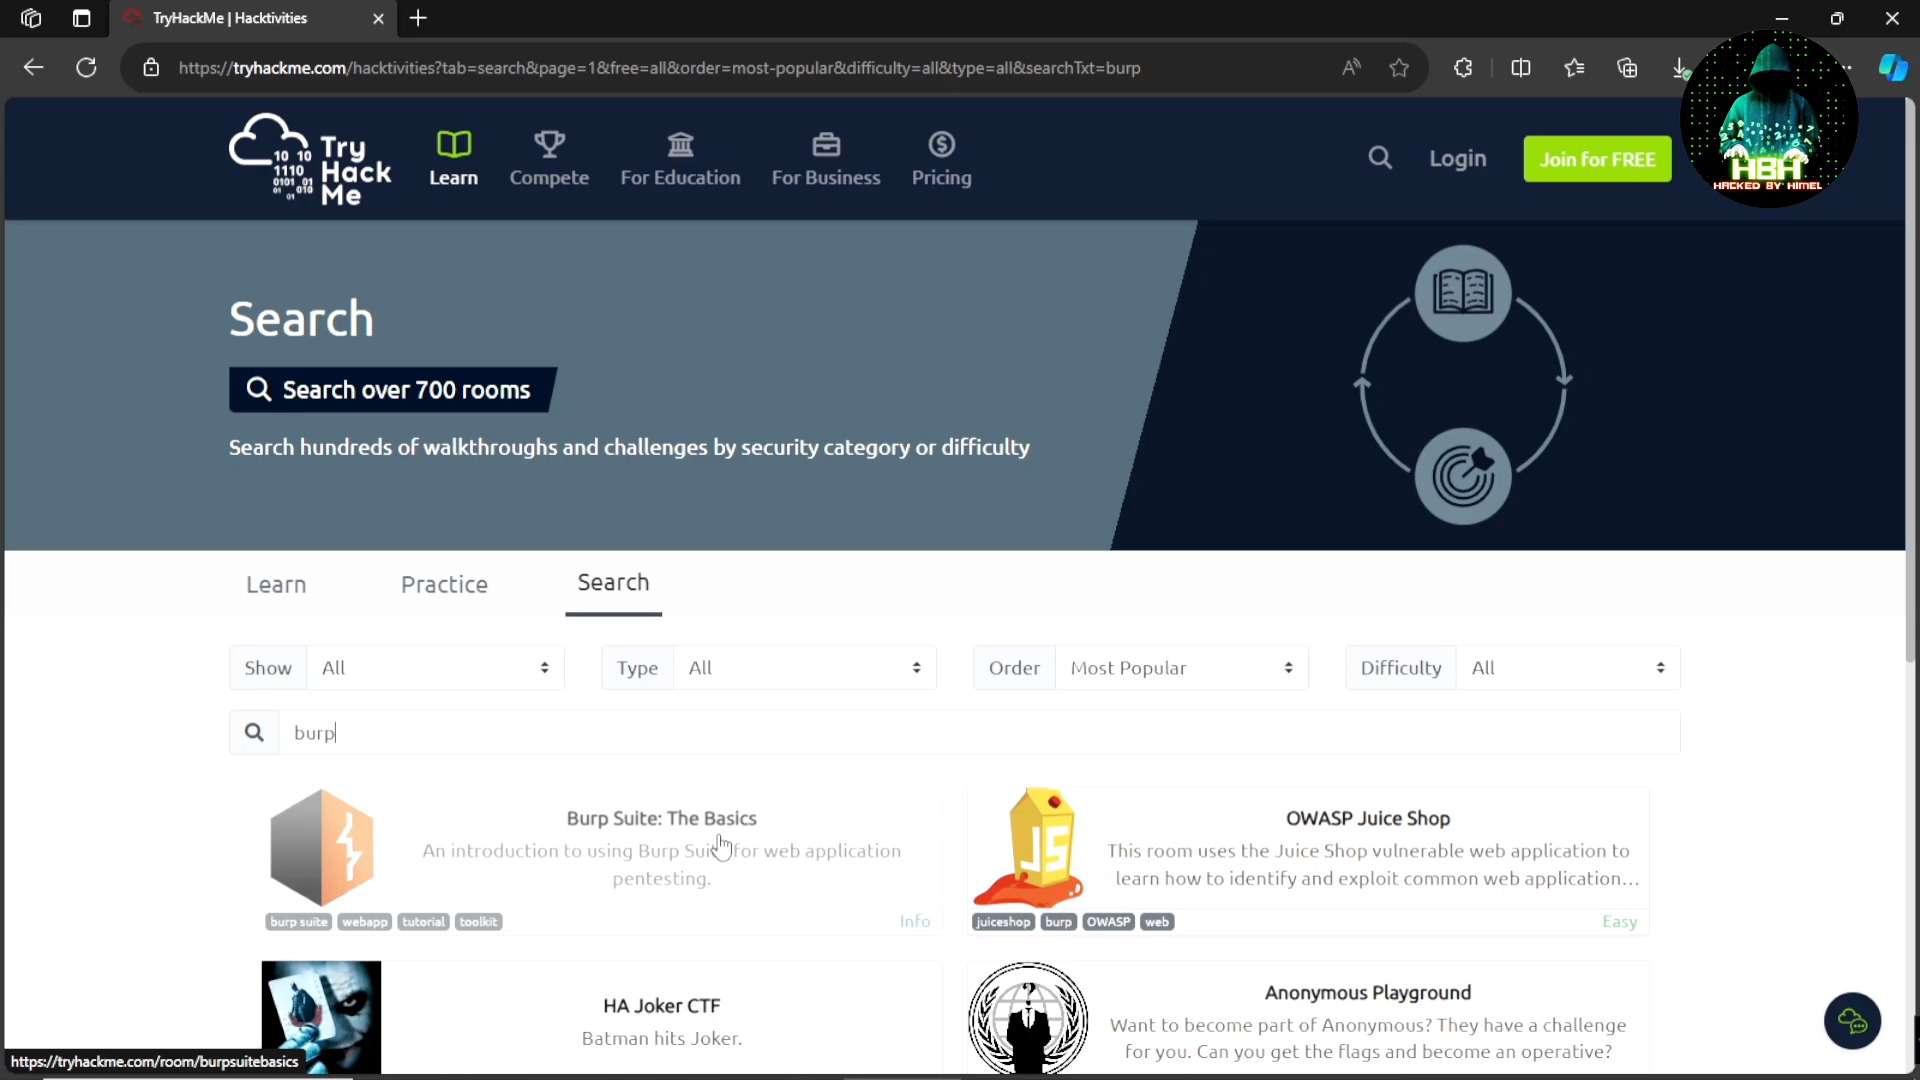 TryHackMe | Hacktivities
https://tryhackme.com/hacktivities?tab=search&page=1&free=all&order=most-popular&difficulty=all&type=all&searchTxt=burp
Try
Hack
Me
Learn
Compete
For Education
For Business
Pricing
Login
Join for FREE
HBH
HACKED BY HIMEL
Search
Search over 700 rooms
Search hundreds of walkthroughs and challenges by security category or difficulty
Learn
Practice
Search
Show All
Type All
Order Most Popular
Difficulty All
burp
Burp Suite: The Basics
An introduction to using Burp Suite for web application
pentesting.
burp suite webapp tutorial toolkit
Info
JS
OWASP Juice Shop
This room uses the Juice Shop vulnerable web application to
learn how to identify and exploit common web application...
juiceshop burp OWASP web
Easy
HA Joker CTF
Batman hits Joker.
Anonymous Playground
Want to become part of Anonymous? They have a challenge
for you. Can you get the flags and become an operative?
https://tryhackme.com/room/burpsuitebasics